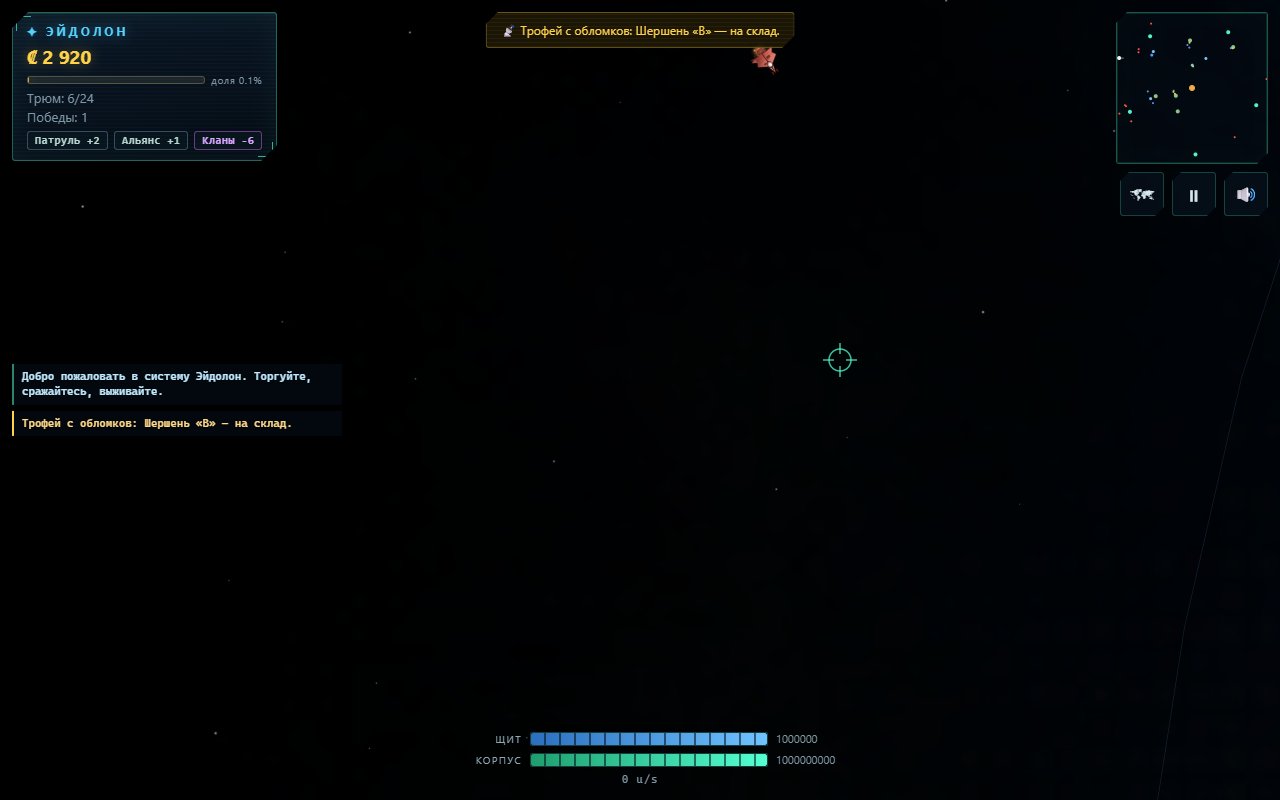 ✦ ЭЙДОЛОН
₡ 2 920
доля 0.1%
Трюм: 6/24
Победы: 1
Патруль +2 Альянс +1 Кланы -6
Трофей с обломков: Шершень «В» — на склад.
Добро пожаловать в систему Эйдолон. Торгуйте,
сражайтесь, выживайте.
Трофей с обломков: Шершень «В» — на склад.
ЩИТ 1000000
КОРПУС 1000000000
0 u/s